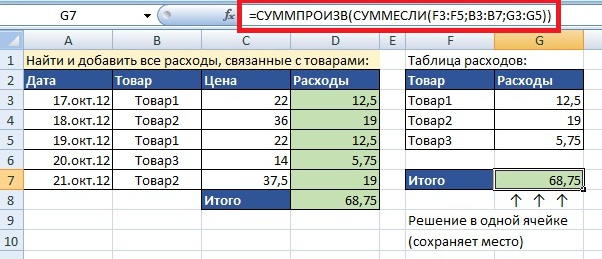 G7 fx =СУММПРОИЗВ(СУММЕСЛИ(F3:F5;B3:B7;G3:G5))
A B C D E F G
1 Найти и добавить все расходы, связанные с товарами: Таблица расходов:
2 Дата Товар Цена Расходы Товар Расходы
3 17.окт.12 Товар1 22 12,5 Товар1 12,5
4 18.окт.12 Товар2 36 19 Товар2 19
5 19.окт.12 Товар1 22 12,5 Товар3 5,75
6 20.окт.12 Товар3 14 5,75
7 21.окт.12 Товар2 37,5 19 Итого 68,75
8 Итого 68,75 ↑ ↑ ↑
9 Решение в одной ячейке
10 (сохраняет место)